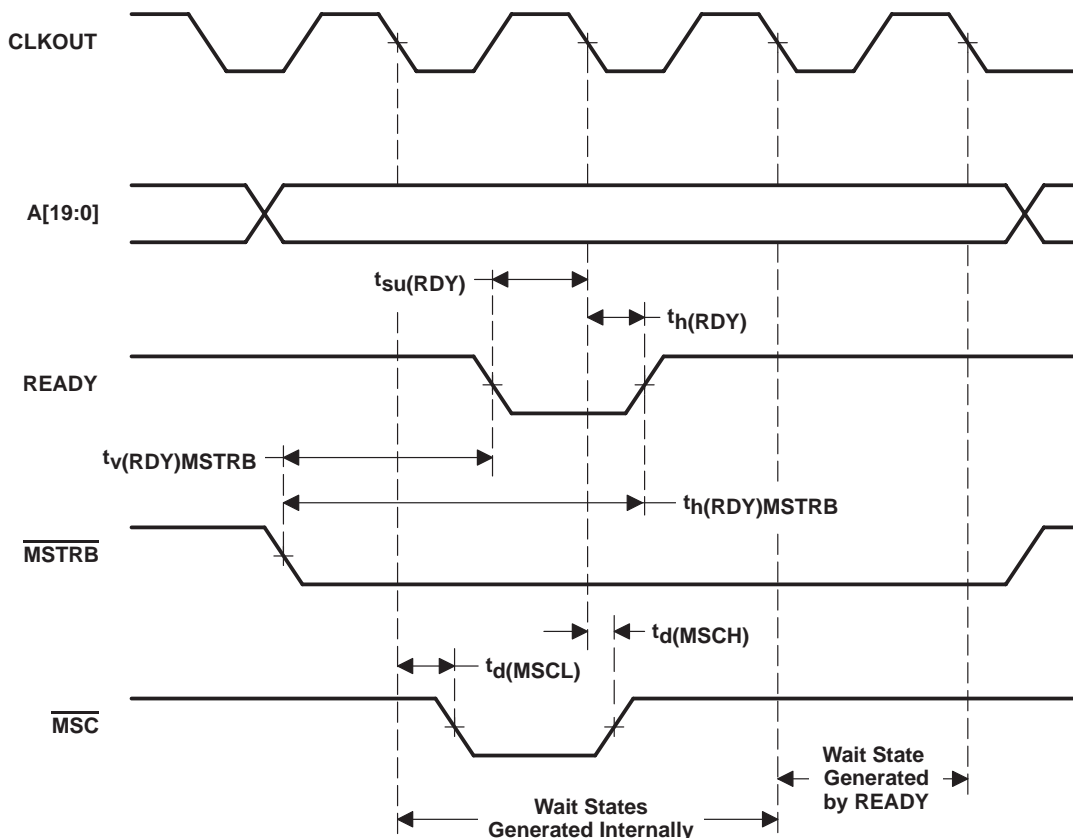 CLKOUT
A[19:0]
tsu(RDY)
th(RDY)
READY
tv(RDY)MSTRB
th(RDY)MSTRB
MSTRB
td(MSCH)
td(MSCL)
MSC
Wait State
Generated
by READY
Wait States
Generated Internally